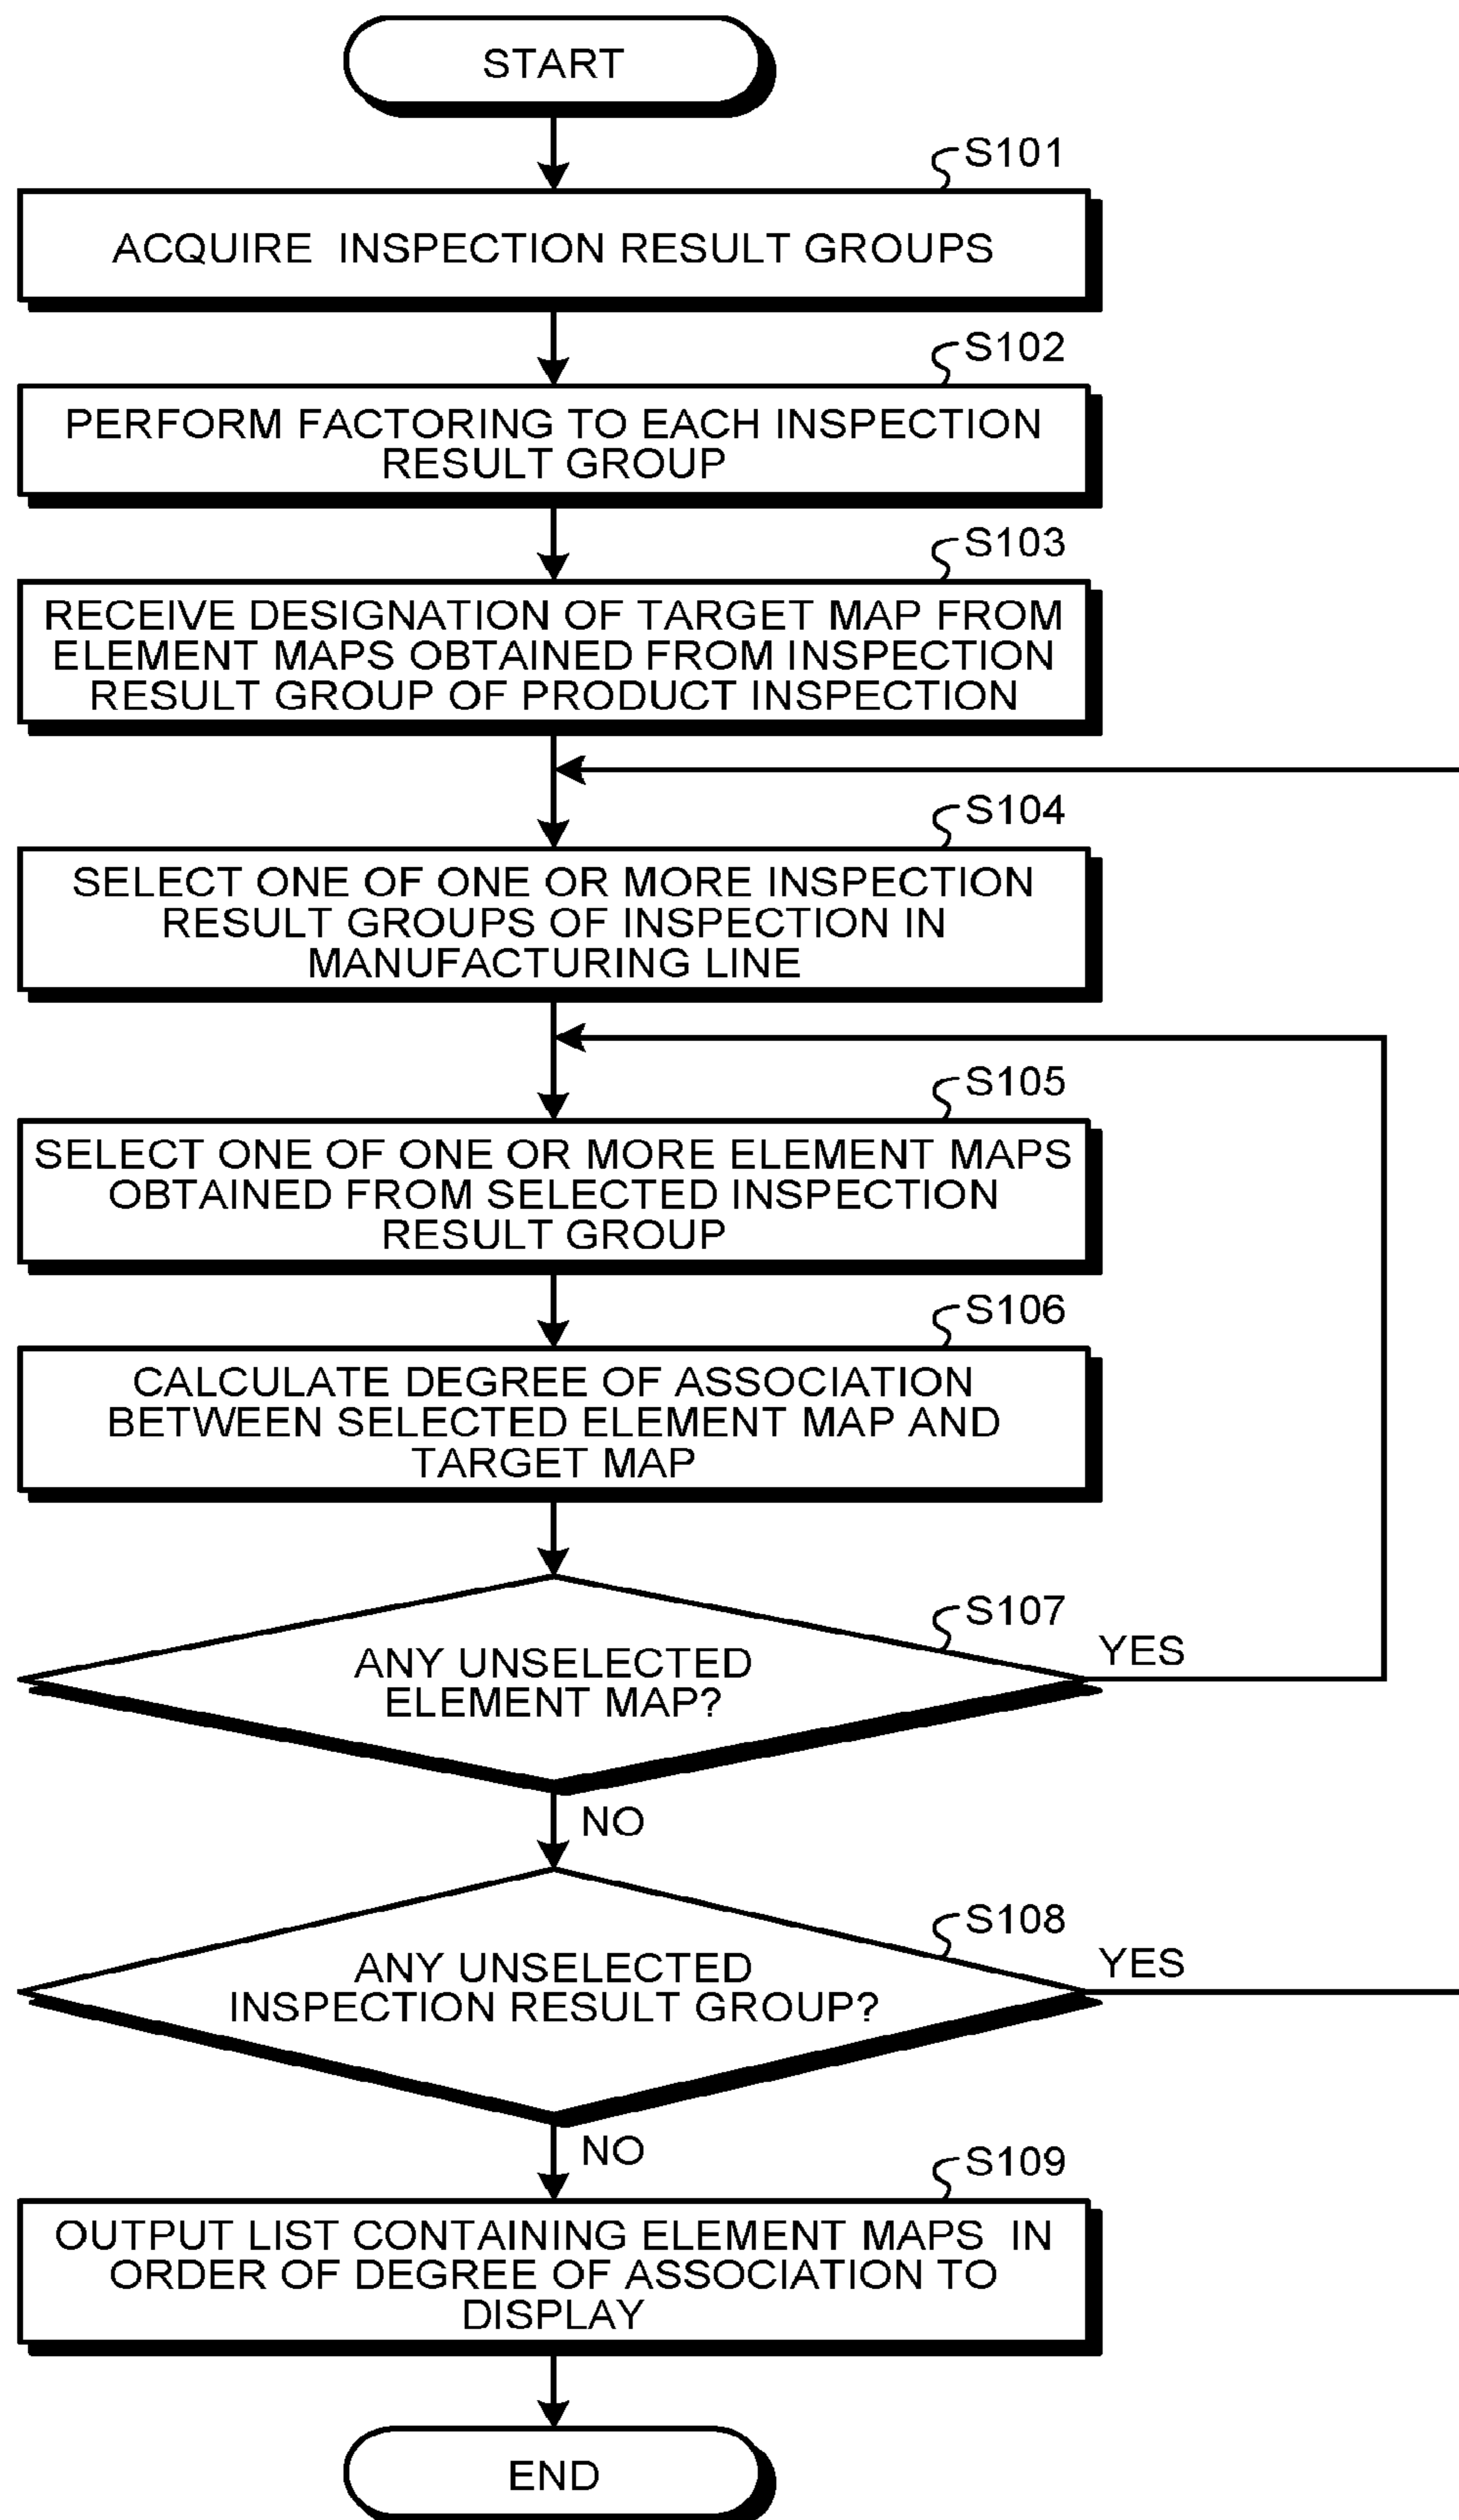 START
S101
ACQUIRE INSPECTION RESULT GROUPS
S102
PERFORM FACTORING TO EACH INSPECTION
RESULT GROUP
S103
RECEIVE DESIGNATION OF TARGET MAP FROM
ELEMENT MAPS OBTAINED FROM INSPECTION
RESULT GROUP OF PRODUCT INSPECTION
S104
SELECT ONE OF ONE OR MORE INSPECTION
RESULT GROUPS OF INSPECTION IN
MANUFACTURING LINE
S105
SELECT ONE OF ONE OR MORE ELEMENT MAPS
OBTAINED FROM SELECTED INSPECTION
RESULT GROUP
S106
CALCULATE DEGREE OF ASSOCIATION
BETWEEN SELECTED ELEMENT MAP AND
TARGET MAP
S107
YES
ANY UNSELECTED
ELEMENT MAP?
NO
S108
YES
ANY UNSELECTED
INSPECTION RESULT GROUP?
NO
S109
OUTPUT LIST CONTAINING ELEMENT MAPS IN
ORDER OF DEGREE OF ASSOCIATION TO
DISPLAY
END